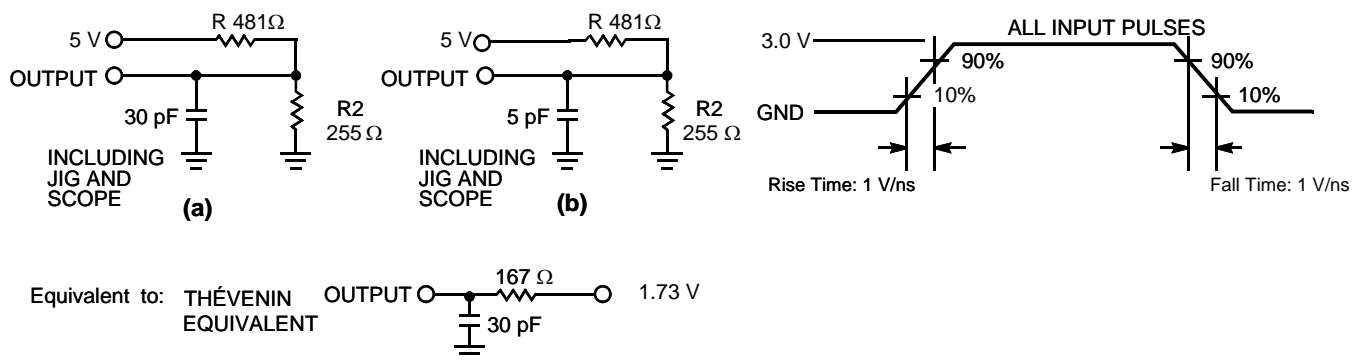 R 481Ω
5 V
OUTPUT
30 pF
R2
255 Ω
INCLUDING
JIG AND
SCOPE
(a)
R 481Ω
5 V
OUTPUT
5 pF
R2
255 Ω
INCLUDING
JIG AND
SCOPE
(b)
ALL INPUT PULSES
3.0 V
90%
10%
GND
90%
10%
Rise Time: 1 V/ns
Fall Time: 1 V/ns
Equivalent to:
THÉVENIN
EQUIVALENT
OUTPUT
167 Ω
1.73 V
30 pF